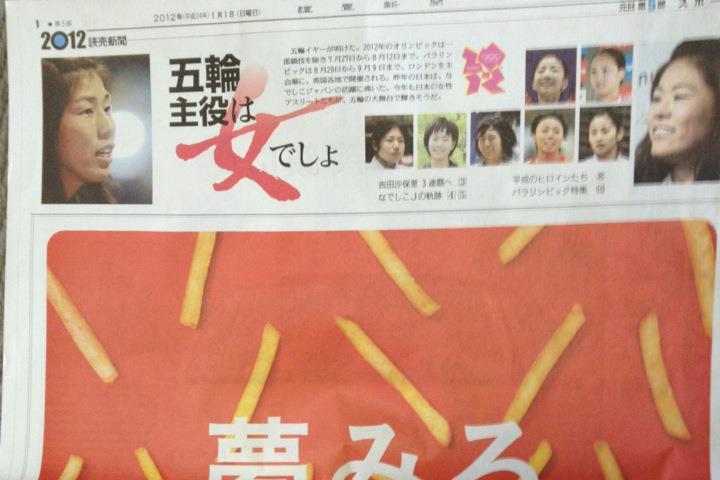 1 ◆ 第5部
2012年(平成24年)1月1日(日曜日)
讀賣新聞
2012 読売新聞
五輪
主役は
女でしょ
五輪イヤーが明けた。2012年のオリンピックは一
部競技を除き7月27日から8月12日まで。パラリン
ピックは8月29日から9月9日まで、ロンドンを主
会場に、英国各地で開催される。昨年の日本は、な
でしこジャパンの活躍に沸いた。今年も日本の女性
アスリートたちが、五輪の大舞台で輝きそうだ。
吉田沙保里 3連覇へ ③
なでしこJの軌跡 ④⑤
平成のヒロインたち ⑧
パラリンピック特集 ⑩
夢みる